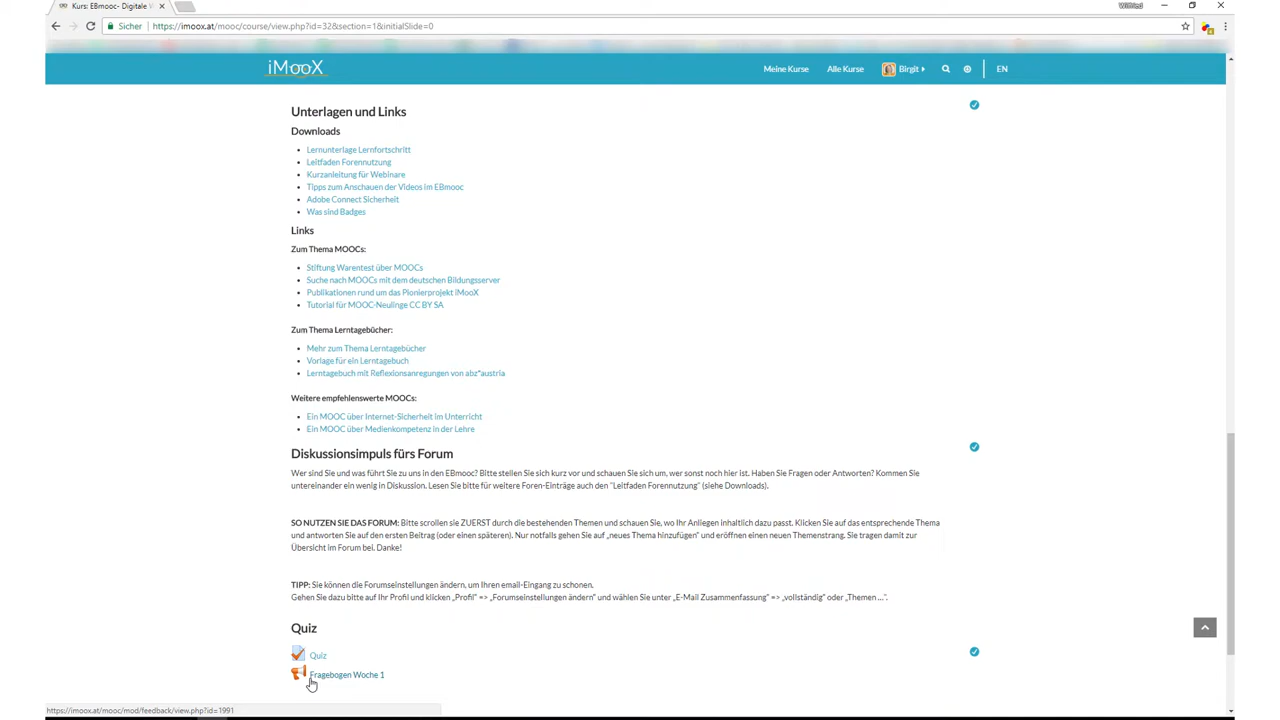 Kurs: EBmooc- Digitale
Wilfried
Sicher
https://imoox.at/mooc/course/view.php?id=32&section=1&initialSlide=0
iMooX
Meine Kurse
Alle Kurse
Birgit
EN
Unterlagen und Links
Downloads
Lernunterlage Lernfortschritt
Leitfaden Forennutzung
Kurzanleitung für Webinare
Tipps zum Anschauen der Videos im EBmooc
Adobe Connect Sicherheit
Was sind Badges
Links
Zum Thema MOOCs:
Stiftung Warentest über MOOCs
Suche nach MOOCs mit dem deutschen Bildungsserver
Publikationen rund um das Pionierprojekt iMooX
Tutorial für MOOC-Neulinge CC BY SA
Zum Thema Lerntagebücher:
Mehr zum Thema Lerntagebücher
Vorlage für ein Lerntagebuch
Lerntagebuch mit Reflexionsanregungen von abz*austria
Weitere empfehlenswerte MOOCs:
Ein MOOC über Internet-Sicherheit im Unterricht
Ein MOOC über Medienkompetenz in der Lehre
Diskussionsimpuls fürs Forum
Wer sind Sie und was führt Sie zu uns in den EBmooc? Bitte stellen Sie sich kurz vor und schauen Sie sich um, wer sonst noch hier ist. Haben Sie Fragen oder Antworten? Kommen Sie
untereinander ein wenig in Diskussion. Lesen Sie bitte für weitere Foren-Einträge auch den "Leitfaden Forennutzung" (siehe Downloads).
SO NUTZEN SIE DAS FORUM: Bitte scrollen sie ZUERST durch die bestehenden Themen und schauen Sie, wo Ihr Anliegen inhaltlich dazu passt. Klicken Sie auf das entsprechende Thema
und antworten Sie auf den ersten Beitrag (oder einen späteren). Nur notfalls gehen Sie auf „neues Thema hinzufügen" und eröffnen einen neuen Themenstrang. Sie tragen damit zur
Übersicht im Forum bei. Danke!
TIPP: Sie können die Forumseinstellungen ändern, um Ihren email-Eingang zu schonen.
Gehen Sie dazu bitte auf Ihr Profil und klicken „Profil" => „Forumseinstellungen ändern" und wählen Sie unter „E-Mail Zusammenfassung" => „vollständig" oder „Themen ...".
Quiz
Quiz
Fragebogen Woche 1
https://imoox.at/mooc/mod/feedback/view.php?id=1991